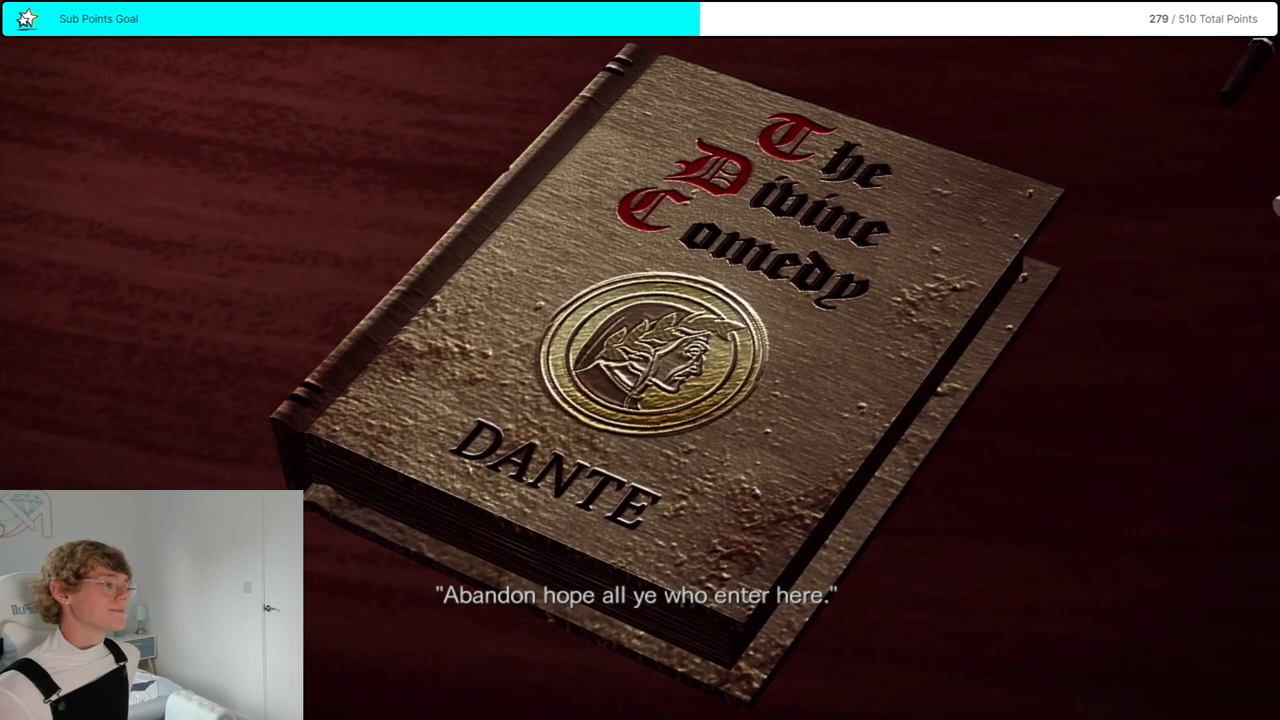 Sub Points Goal
279 / 510 Total Points
The
Divine
Comedy
DANTE
"Abandon hope all ye who enter here."